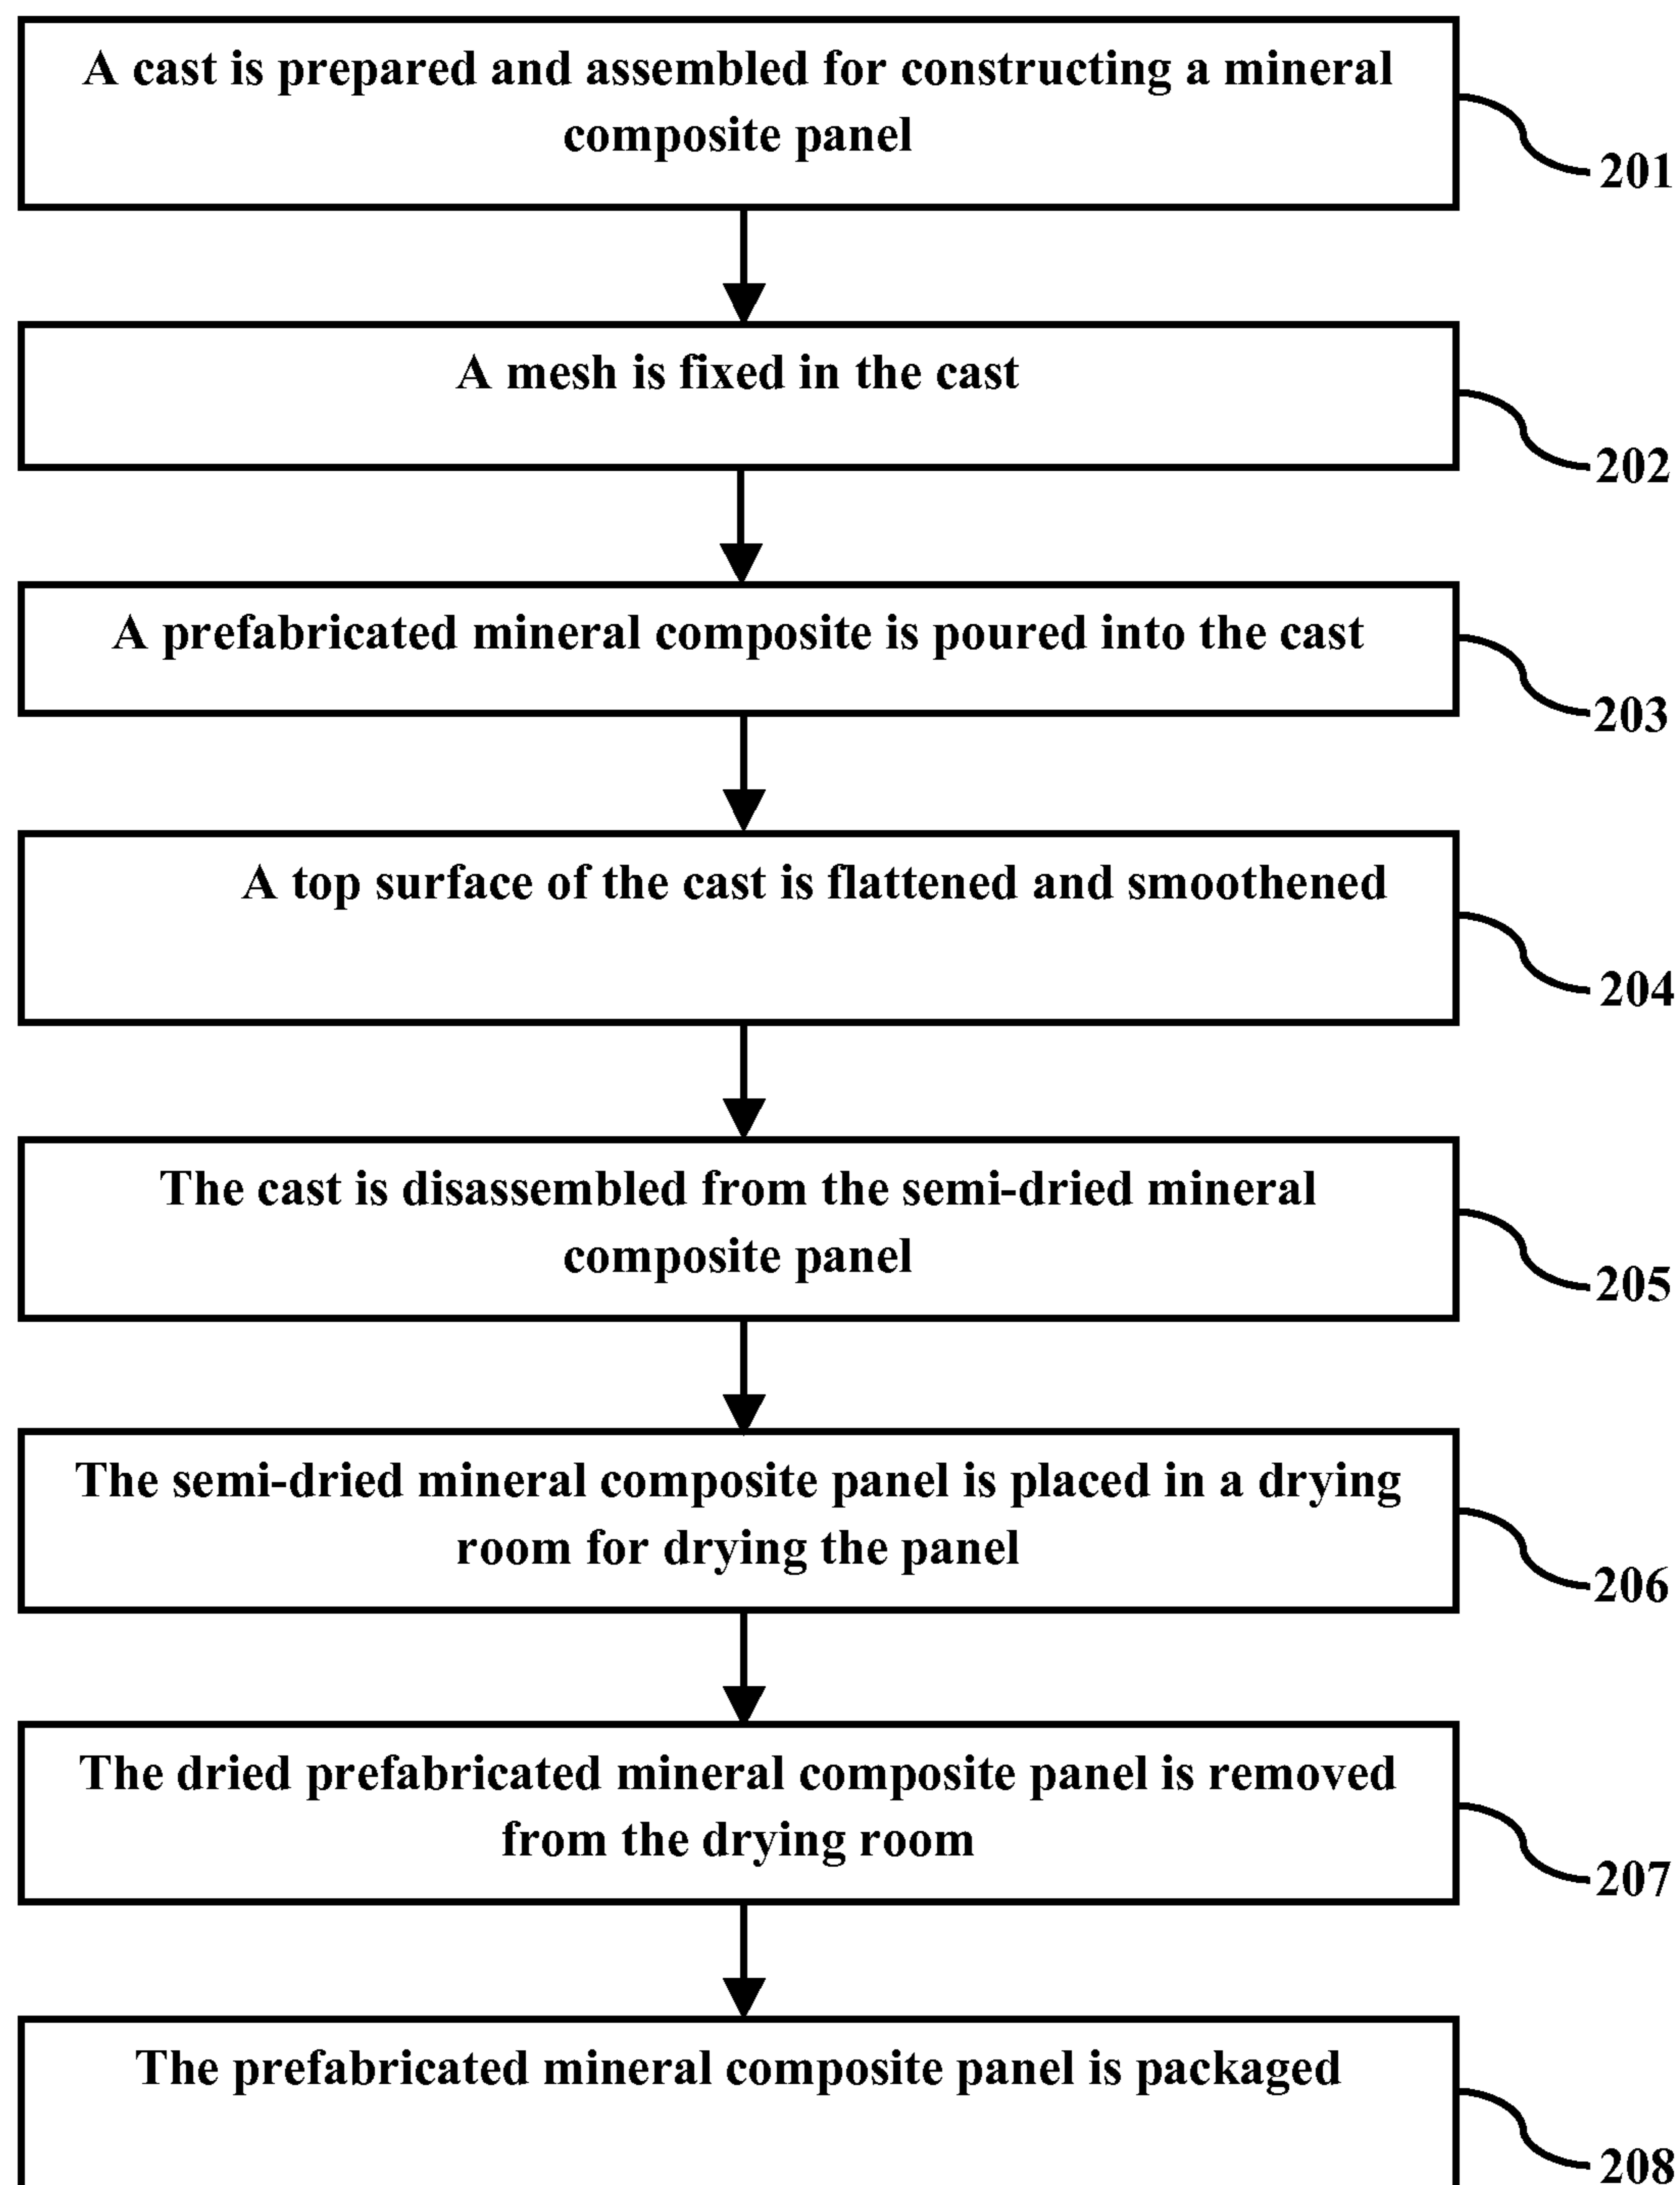 A cast is prepared and assembled for constructing a mineral
composite panel
201
A mesh is fixed in the cast
202
A prefabricated mineral composite is poured into the cast
203
A top surface of the cast is flattened and smoothened
204
The cast is disassembled from the semi-dried mineral
composite panel
205
The semi-dried mineral composite panel is placed in a drying
room for drying the panel
206
The dried prefabricated mineral composite panel is removed
from the drying room
207
The prefabricated mineral composite panel is packaged
208